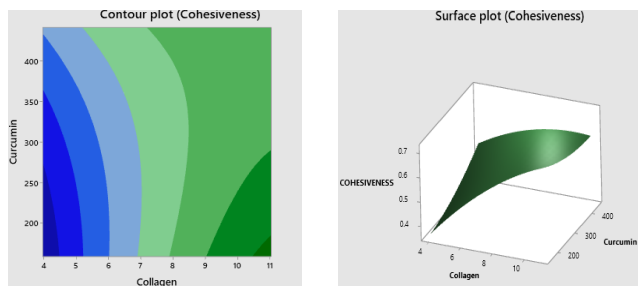 Contour plot (Cohesiveness)
Curcumin
400
350
300
250
200
4 5 6 7 8 9 10 11
Collagen
Surface plot (Cohesiveness)
COHESIVENESS
0.7
0.6
0.5
0.4
4 6 8 10
Collagen
200 300 400
Curcumin